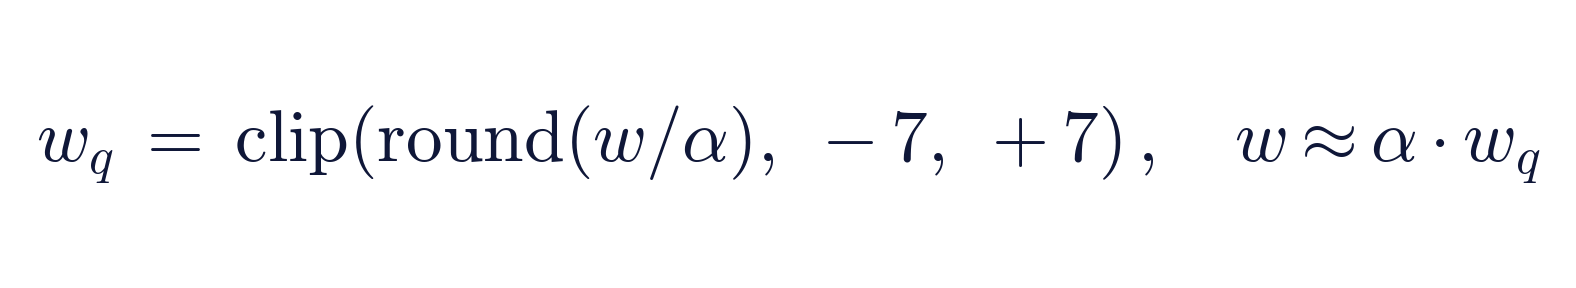 w_q = clip(round(w/α), −7, +7), w ≈ α · w_q